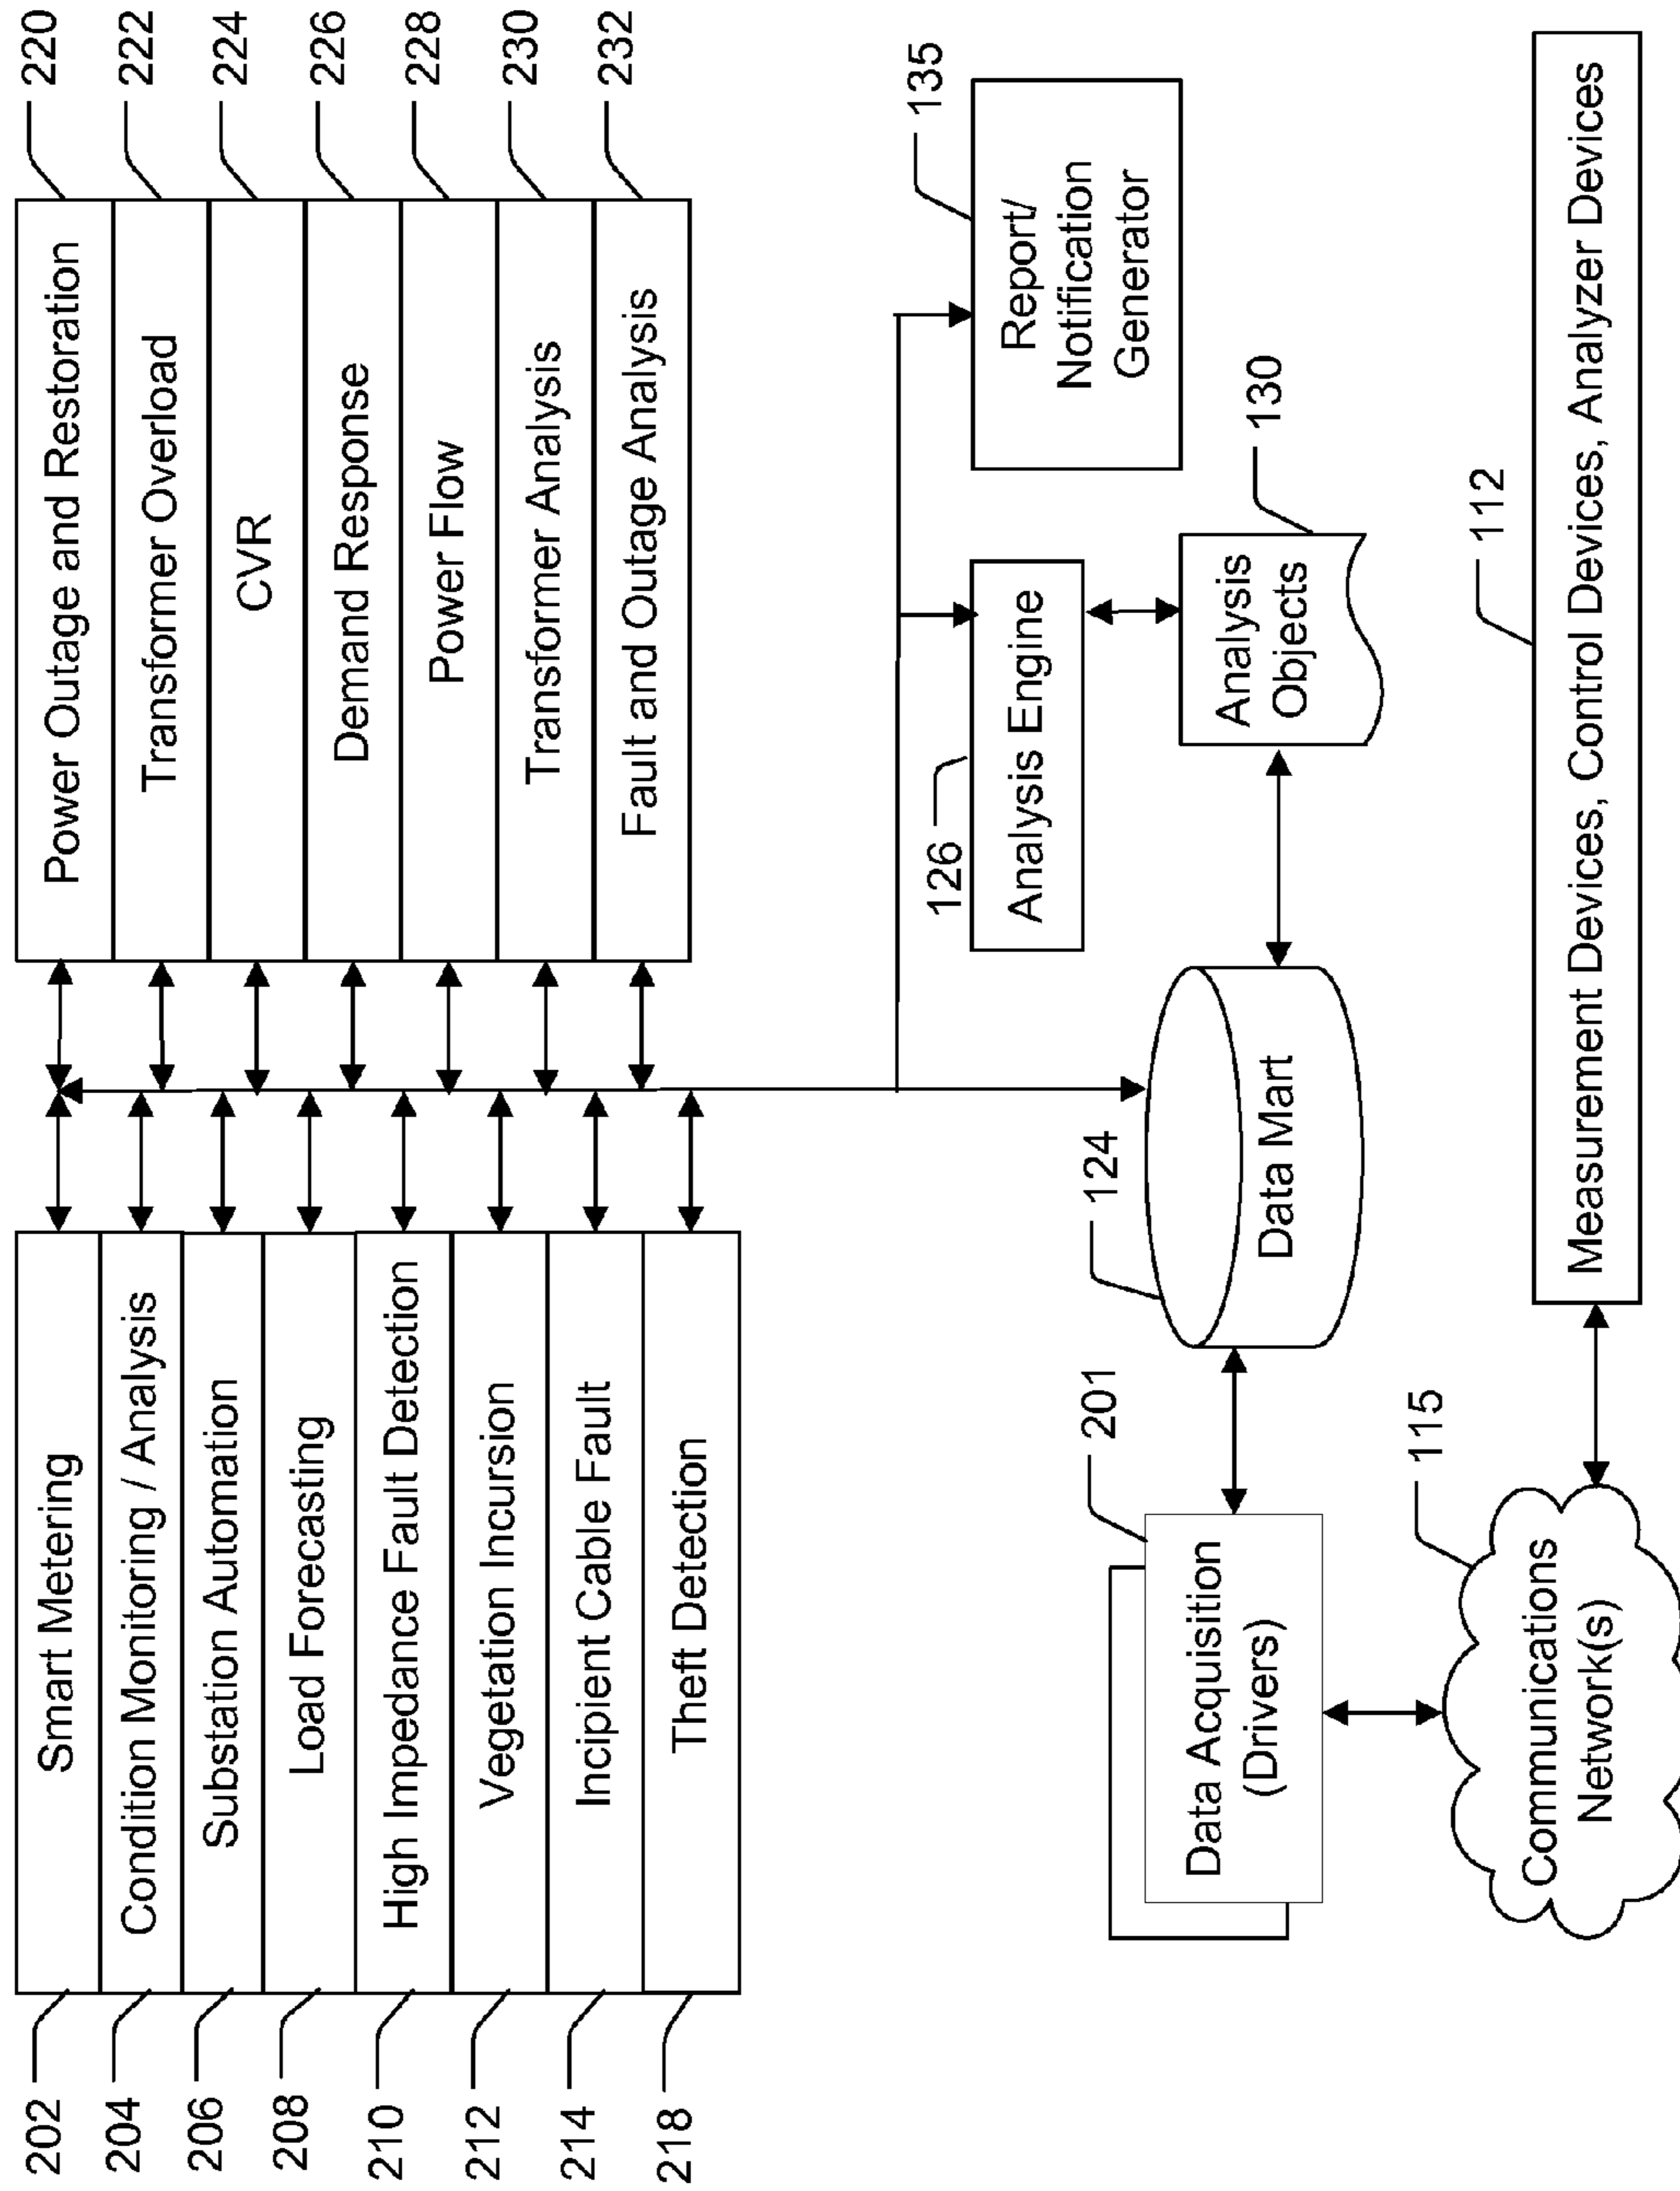 202
Smart Metering
204
Condition Monitoring / Analysis
206
Substation Automation
208
Load Forecasting
210
High Impedance Fault Detection
212
Vegetation Incursion
214
Incipient Cable Fault
218
Theft Detection
Power Outage and Restoration
220
Transformer Overload
222
CVR
224
Demand Response
226
Power Flow
228
Transformer Analysis
230
Fault and Outage Analysis
232
126
Analysis Engine
135
Report/
Notification
Generator
201
Data Acquisition
(Drivers)
124
Data Mart
130
Analysis
Objects
115
Communications
Network(s)
112
Measurement Devices, Control Devices, Analyzer Devices